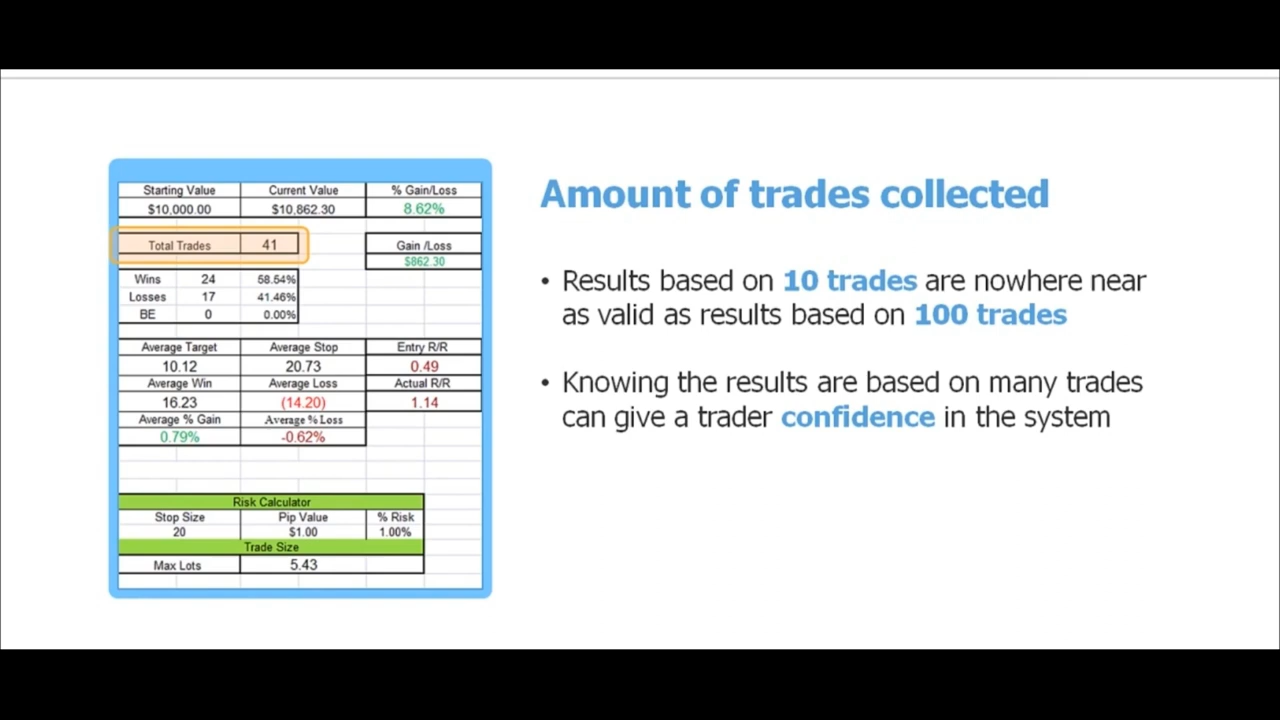 Starting Value Current Value % Gain/Loss
$10,000.00 $10,862.30 8.62%
Total Trades 41 Gain /Loss
$862.30
Wins 24 58.54%
Losses 17 41.46%
BE 0 0.00%
Average Target Average Stop Entry R/R
10.12 20.73 0.49
Average Win Average Loss Actual R/R
16.23 (14.20) 1.14
Average % Gain Average % Loss
0.79% -0.62%
Risk Calculator
Stop Size Pip Value % Risk
20 $1.00 1.00%
Trade Size
Max Lots 5.43
Amount of trades collected
• Results based on 10 trades are nowhere near
as valid as results based on 100 trades
• Knowing the results are based on many trades
can give a trader confidence in the system